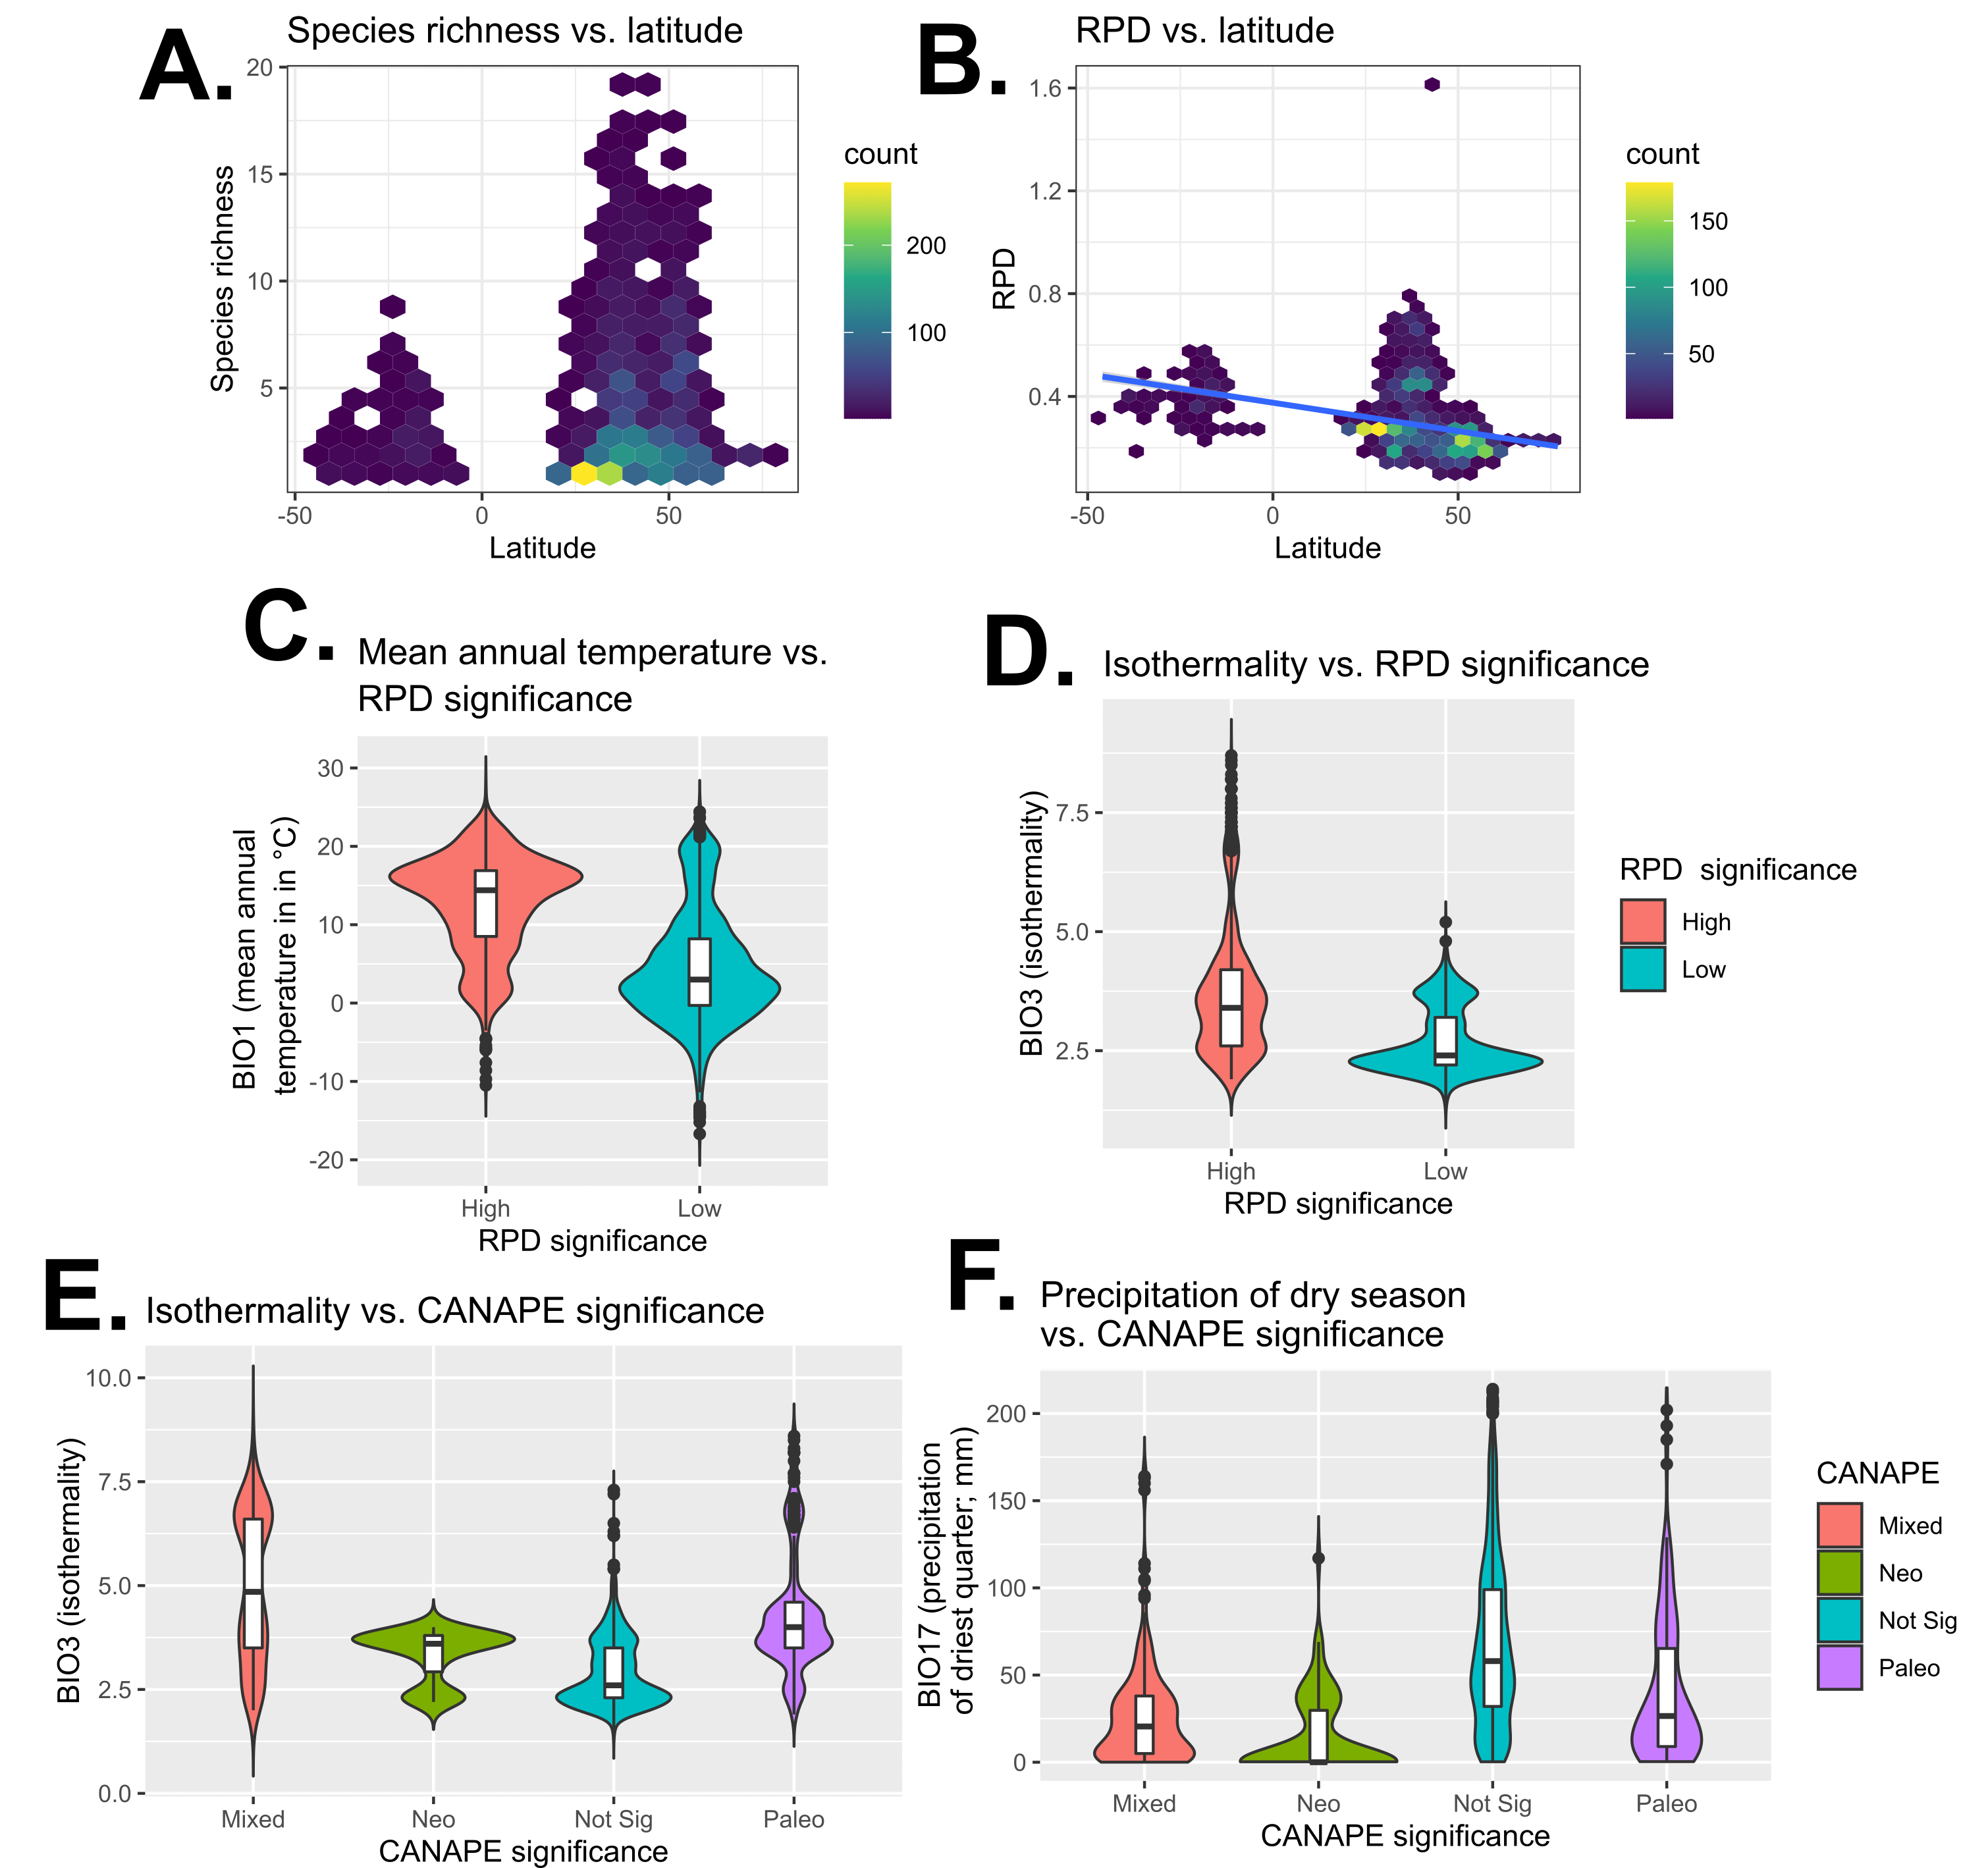 A.
Species richness vs. latitude
20
15
10
5
Species richness
-50
0
50
Latitude
count
200
100
B.
RPD vs. latitude
1.6
1.2
0.8
0.4
RPD
-50
0
50
Latitude
count
150
100
50
C.
Mean annual temperature vs.
RPD significance
30
20
10
0
-10
-20
BIO1 (mean annual
temperature in in °C)
High
Low
RPD significance
D.
Isothermality vs. RPD significance
7.5
5.0
2.5
BIO3 (isothermality)
High
Low
RPD significance
RPD  significance
High
Low
E.
Isothermality vs. CANAPE significance
10.0
7.5
5.0
2.5
0.0
BIO3 (isothermality)
Mixed
Neo
Not Sig
Paleo
CANAPE significance
F.
Precipitation of dry season
vs. CANAPE significance
200
150
100
50
0
BIO17 (precipitation
of driest quarter; mm)
Mixed
Neo
Not Sig
Paleo
CANAPE significance
CANAPE
Mixed
Neo
Not Sig
Paleo